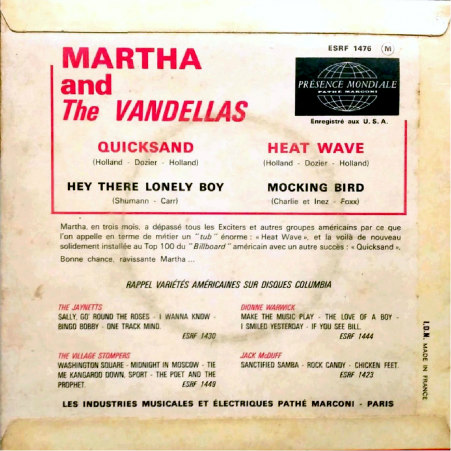 ESRF 1476 M
MARTHA
and
The VANDELLAS
PRÉSENCE MONDIALE
PATHÉ MARCONI
Enregistré aux U. S. A.
QUICKSAND
(Holland - Dozier - Holland)
HEAT WAVE
(Holland - Dozier - Holland)
HEY THERE LONELY BOY
(Shumann - Carr)
MOCKING BIRD
(Charlie et Inez - Foxx)
Martha, en trois mois, a dépassé tous les Exciters et autres groupes américains par ce que
l'on appelle en terme de métier un "tub" énorme : « Heat Wave », et la voilà de nouveau
solidement installée au Top 100 du "Billboard" américain avec un autre succès : « Quicksand ».
Bonne chance, ravissante Martha ...
RAPPEL VARIÉTÉS AMÉRICAINES SUR DISQUES COLUMBIA
THE JAYNETTS
SALLY, GO 'ROUND THE ROSES - I WANNA KNOW -
BINGO BOBBY - ONE TRACK MIND.
ESRF 1430
DIONNE WARWICK
MAKE THE MUSIC PLAY - THE LOVE OF A BOY -
I SMILED YESTERDAY - IF YOU SEE BILL.
ESRF 1444
THE VILLAGE STOMPERS
WASHINGTON SQUARE - MIDNIGHT IN MOSCOW - TIE
ME KANGAROO DOWN, SPORT - THE POET AND THE
PROPHET.
ESRF 1449
JACK McDUFF
SANCTIFIED SAMBA - ROCK CANDY - CHICKEN FEET.
ESRF 1423
LES INDUSTRIES MUSICALES ET ÉLECTRIQUES PATHÉ MARCONI - PARIS
I.D.N. MADE IN FRANCE